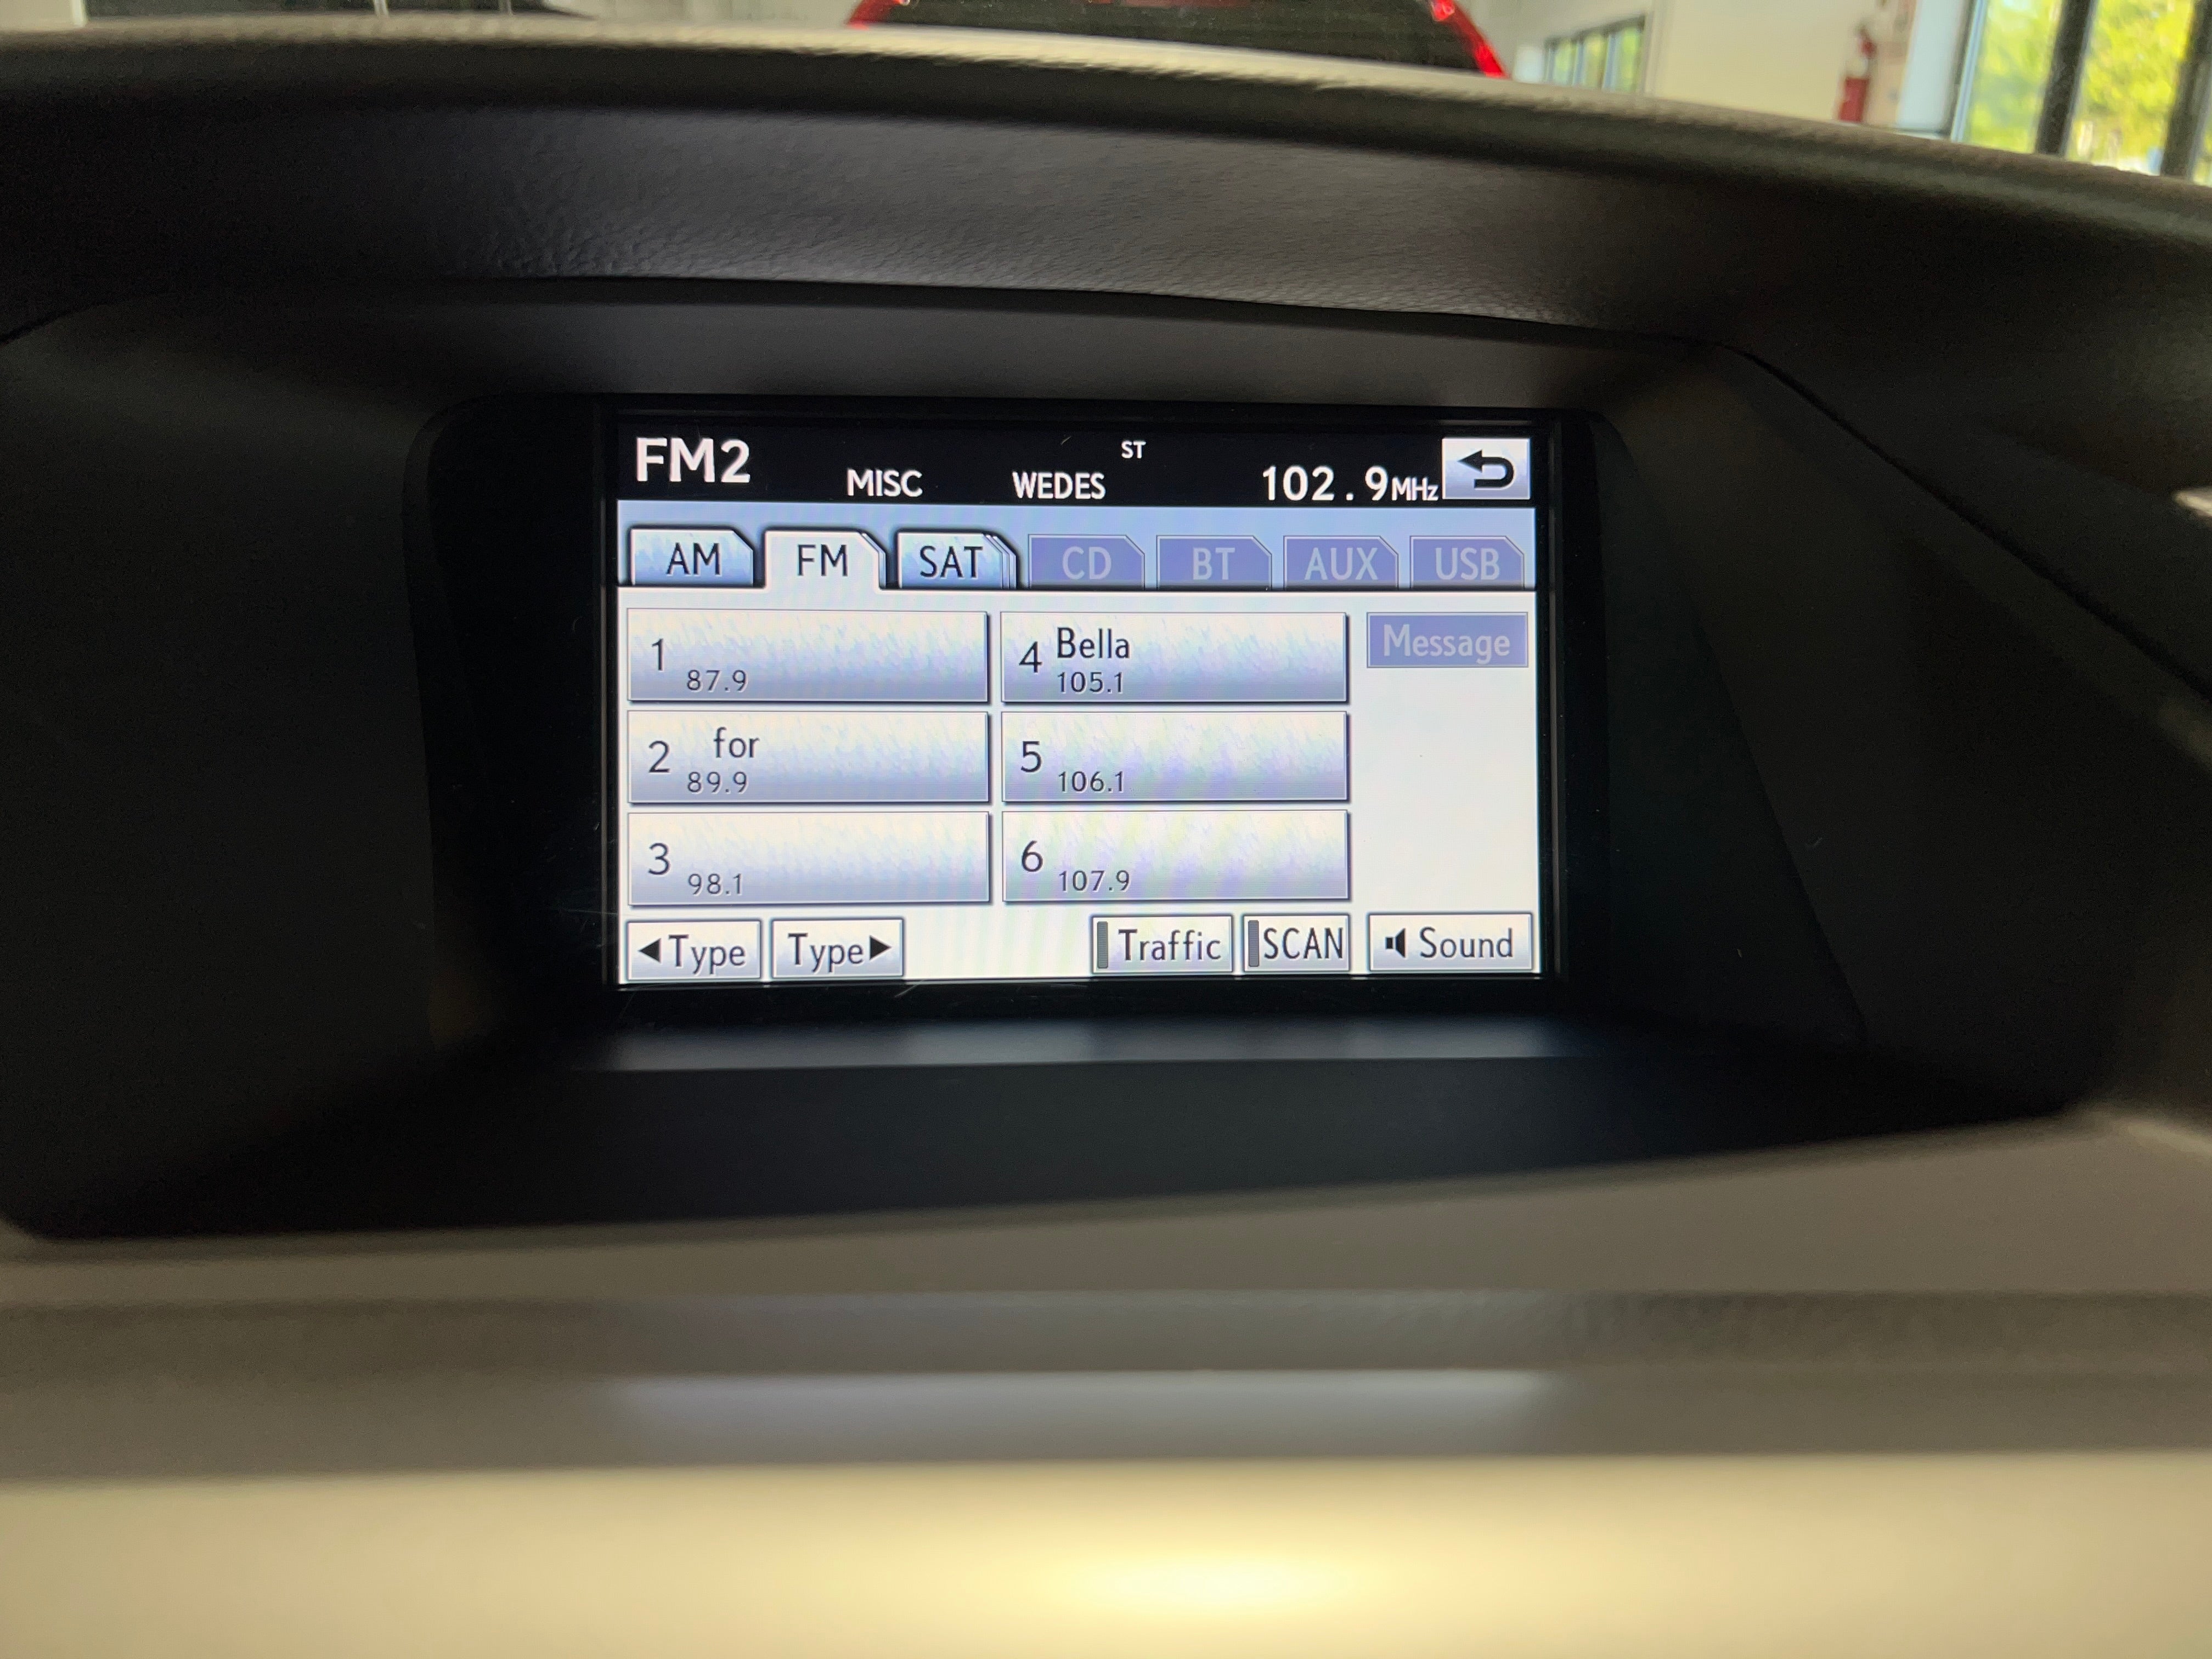 FM2 MISC WEDES ST 102.9MHz
AM FM SAT CD BT AUX USB
1 87.9
4 Bella 105.1
Message
2 for 89.9
5 106.1
3 98.1
6 107.9
◀Type Type▶ Traffic SCAN Sound